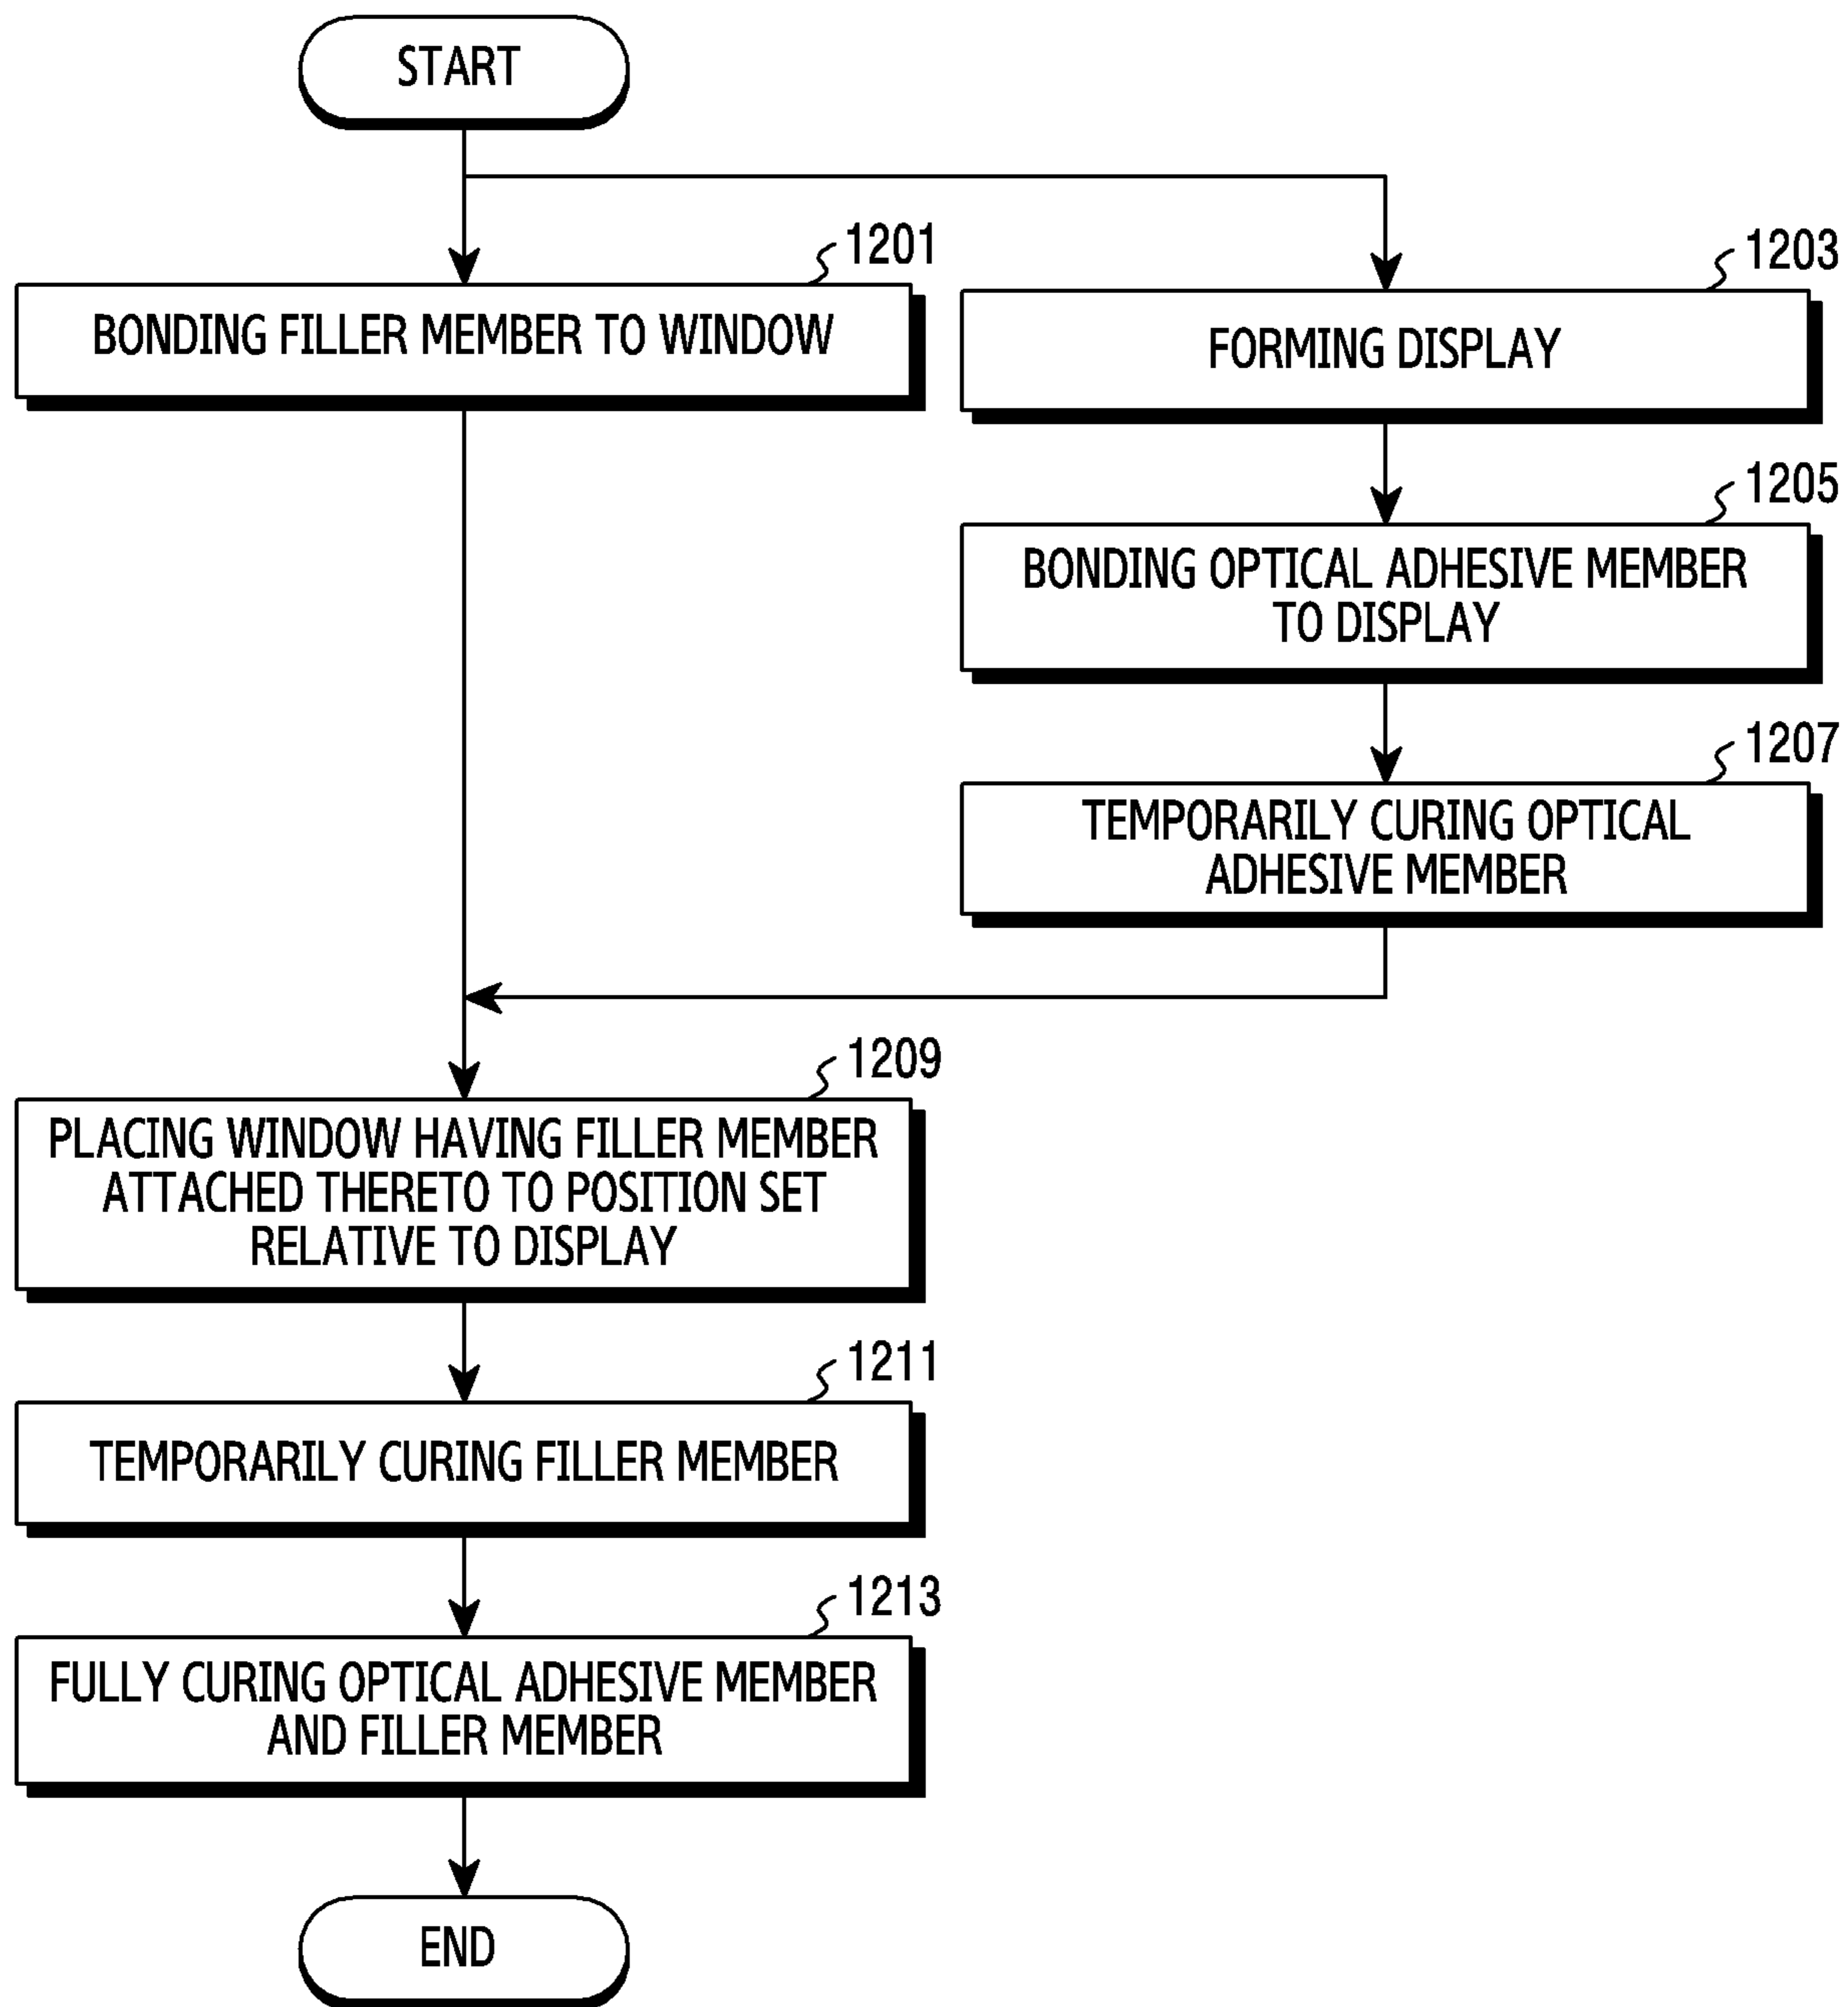 START
1201
BONDING FILLER MEMBER TO WINDOW
1203
FORMING DISPLAY
1205
BONDING OPTICAL ADHESIVE MEMBER
TO DISPLAY
1207
TEMPORARILY CURING OPTICAL
ADHESIVE MEMBER
1209
PLACING WINDOW HAVING FILLER MEMBER
ATTACHED THERETO TO POSITION SET
RELATIVE TO DISPLAY
1211
TEMPORARILY CURING FILLER MEMBER
1213
FULLY CURING OPTICAL ADHESIVE MEMBER
AND FILLER MEMBER
END